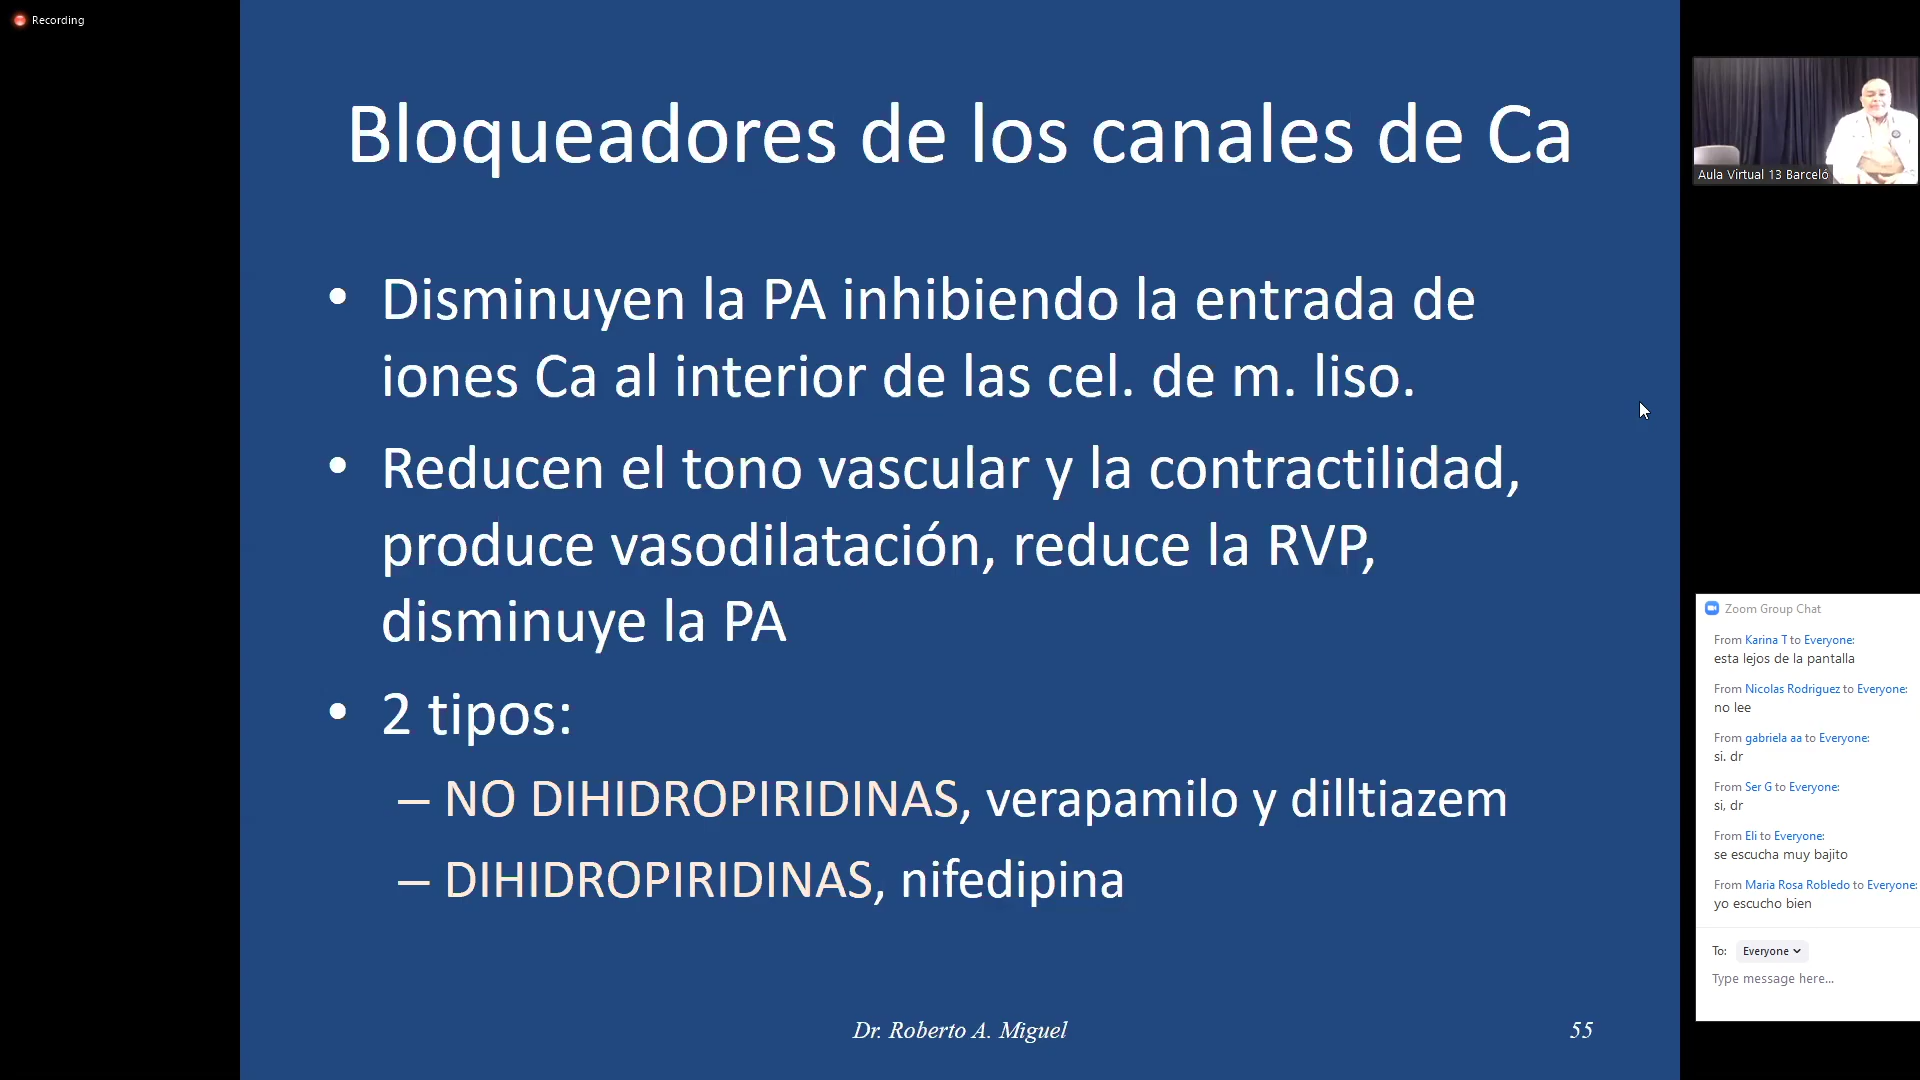 Recording
Bloqueadores de los canales de Ca
• Disminuyen la PA inhibiendo la entrada de
iones Ca al interior de las cel. de m. liso.
• Reducen el tono vascular y la contractilidad,
produce vasodilatación, reduce la RVP,
disminuye la PA
• 2 tipos:
– NO DIHIDROPIRIDINAS, verapamilo y dilltiazem
– DIHIDROPIRIDINAS, nifedipina
Dr. Roberto A. Miguel
55
Aula Virtual 13 Barceló
Zoom Group Chat
From Karina T to Everyone:
esta lejos de la pantalla
From Nicolas Rodriguez to Everyone:
no lee
From gabriela aa to Everyone:
si. dr
From Ser G to Everyone:
si, dr
From Eli to Everyone:
se escucha muy bajito
From Maria Rosa Robledo to Everyone:
yo escucho bien
To: Everyone
Type message here...